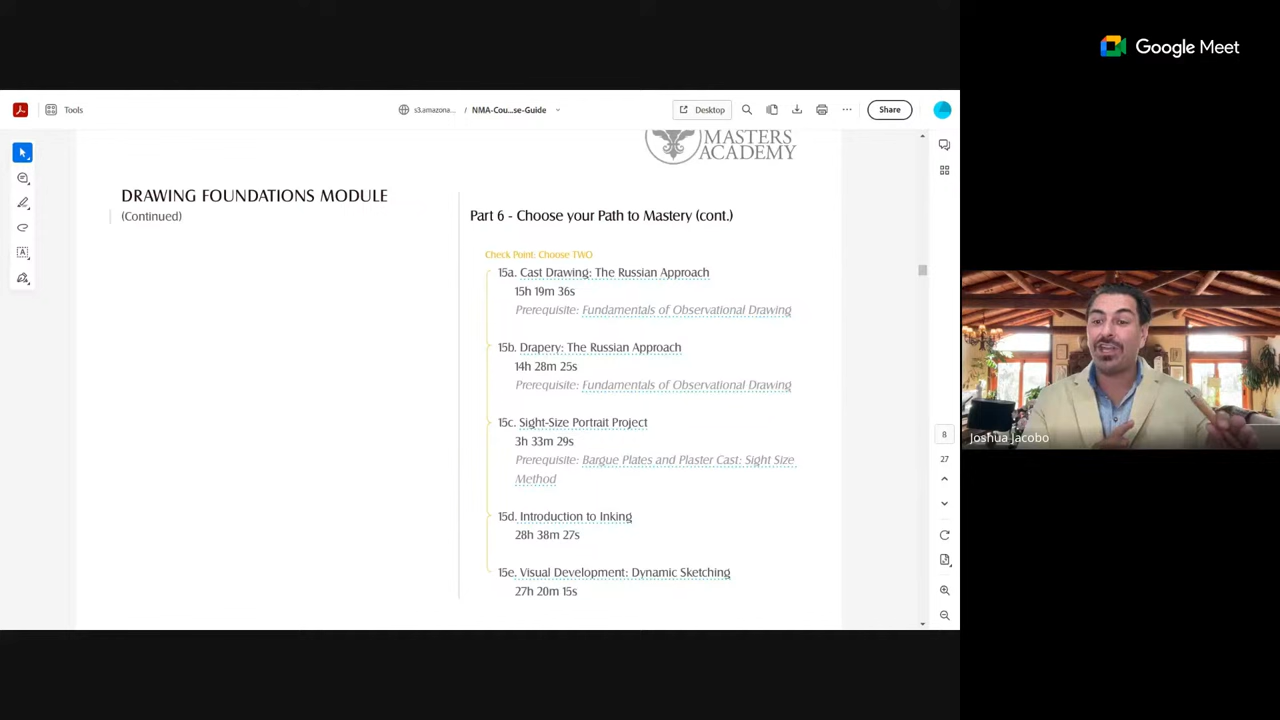 Google Meet
Tools
s3.amazona... / NMA-Cou...se-Guide
Desktop
Share
MASTERS
ACADEMY
DRAWING FOUNDATIONS MODULE
(Continued)
Part 6 - Choose your Path to Mastery (cont.)
Check Point: Choose TWO
15a. Cast Drawing: The Russian Approach
15h 19m 36s
Prerequisite: Fundamentals of Observational Drawing
15b. Drapery: The Russian Approach
14h 28m 25s
Prerequisite: Fundamentals of Observational Drawing
15c. Sight-Size Portrait Project
3h 33m 29s
Prerequisite: Bargue Plates and Plaster Cast: Sight Size
Method
15d. Introduction to Inking
28h 38m 27s
15e. Visual Development: Dynamic Sketching
27h 20m 15s
8
27
Joshua Jacobo